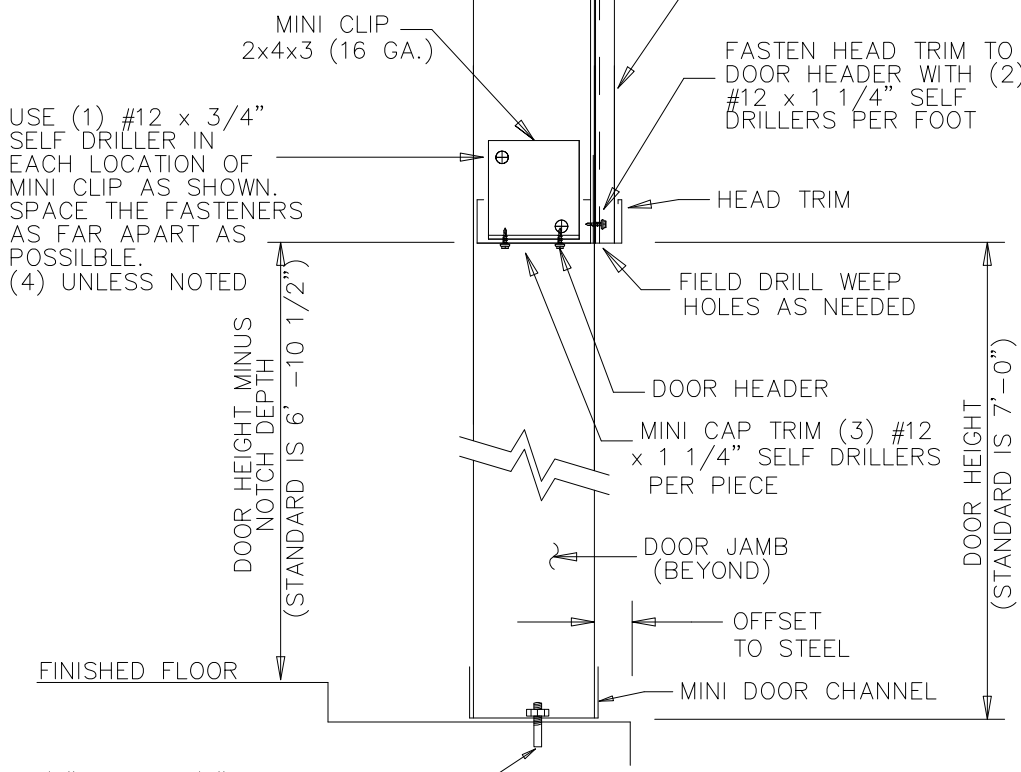 MINI CLIP
2x4x3 (16 GA.)
FASTEN HEAD TRIM TO
DOOR HEADER WITH (2)
#12 x 1 1/4" SELF
DRILLERS PER FOOT
USE (1) #12 x 3/4"
SELF DRILLER IN
EACH LOCATION OF
MINI CLIP AS SHOWN.
SPACE THE FASTENERS
AS FAR APART AS
POSSILBLE.
(4) UNLESS NOTED
HEAD TRIM
FIELD DRILL WEEP
HOLES AS NEEDED
DOOR HEIGHT MINUS
NOTCH DEPTH
(STANDARD IS 6' -10 1/2")
DOOR HEADER
MINI CAP TRIM (3) #12
x 1 1/4" SELF DRILLERS
PER PIECE
DOOR HEIGHT
(STANDARD IS 7'-0")
DOOR JAMB
(BEYOND)
OFFSET
TO STEEL
FINISHED FLOOR
MINI DOOR CHANNEL